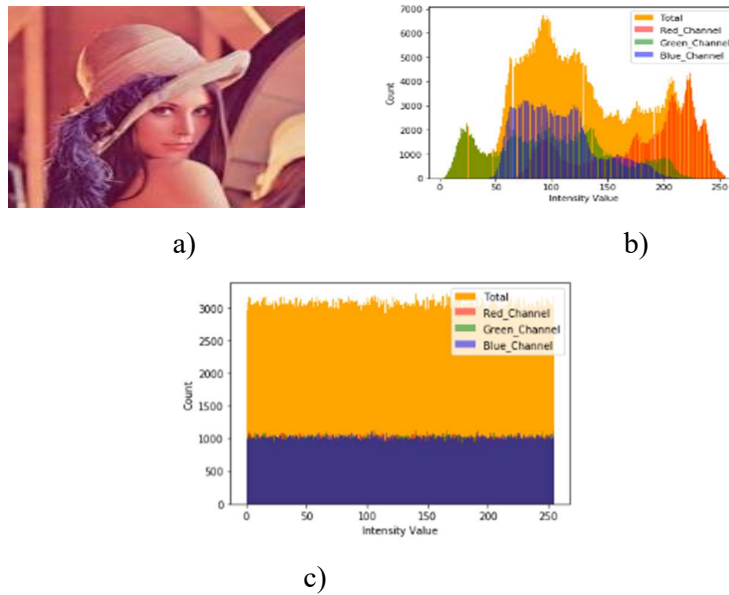 7000
6000
5000
4000
3000
2000
1000
0
Count
0 50 100 150 200 250
Intensity Value
Total
Red_Channel
Green_Channel
Blue_Channel
a)
b)
3000
2500
2000
1500
1000
500
0
Count
0 50 100 150 200 250
Intensity Value
Total
Red_Channel
Green_Channel
Blue_Channel
c)